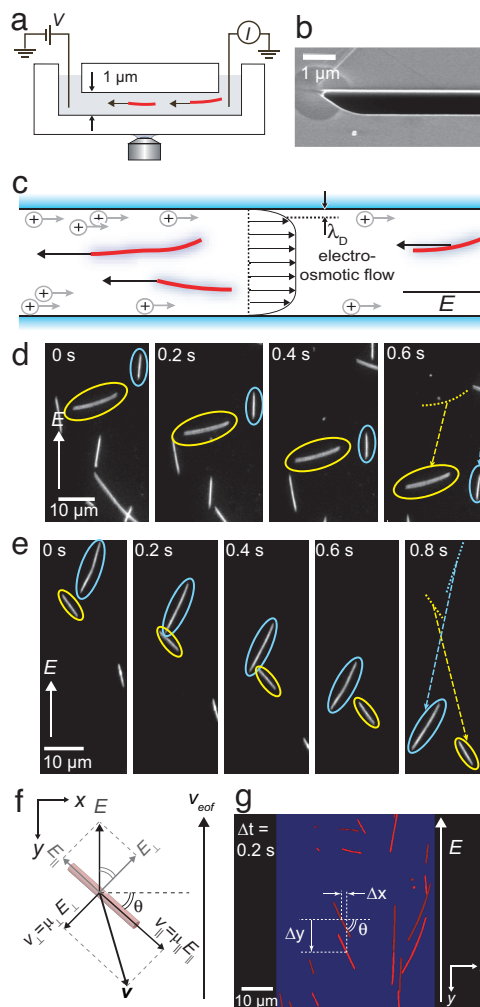 a
V
I
1 μm
b
1 μm
c
λD
electro-
osmotic flow
E
d
0 s
0.2 s
0.4 s
0.6 s
E
10 μm
e
0 s
0.2 s
0.4 s
0.6 s
0.8 s
E
10 μm
f
x
y
E
veof
E∥
E⊥
θ
v⊥=μ⊥E⊥
v∥=μ∥E∥
v
g
Δt =
0.2 s
E
Δx
Δy
θ
10 μm
y